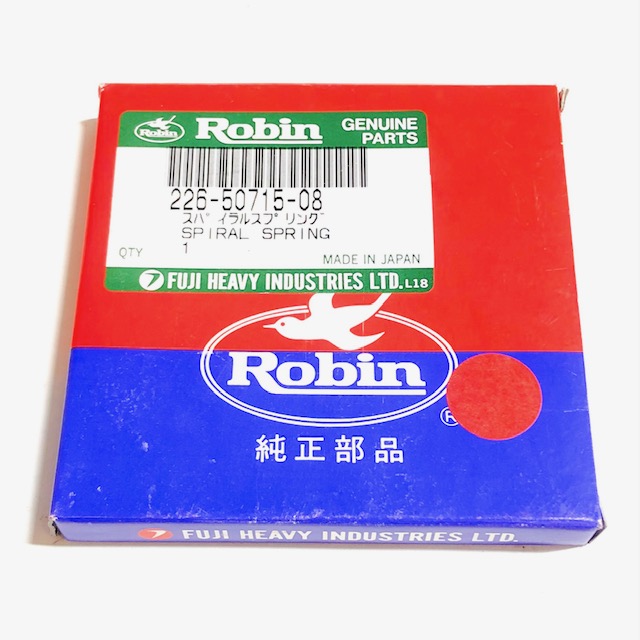 Robin
Robin
GENUINE
PARTS
226-50715-08
ｽﾊﾟｲﾗﾙｽﾌﾟﾘﾝｸﾞ
SPIRAL SPRING
QTY 1
MADE IN JAPAN
7 FUJI HEAVY INDUSTRIES LTD. L18
Robin
®
純正部品
7 FUJI HEAVY INDUSTRIES LTD.